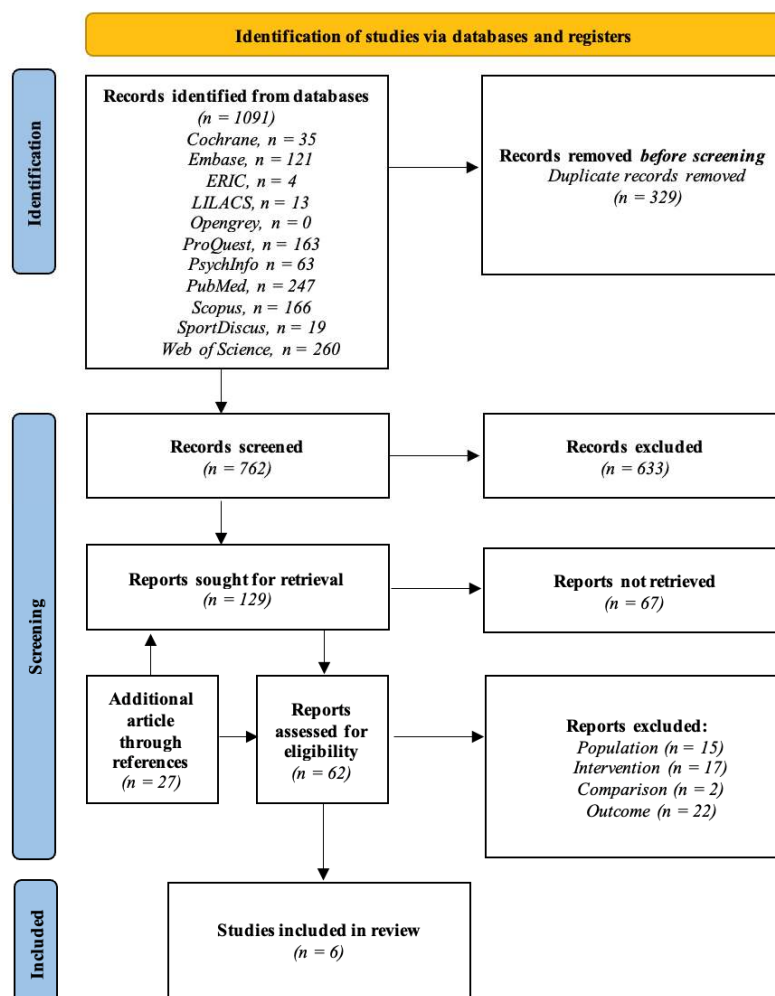 Identification of studies via databases and registers
Identification
Records identified from databases
(n = 1091)
Cochrane, n = 35
Embase, n = 121
ERIC, n = 4
LILACS, n = 13
Opengrey, n = 0
ProQuest, n = 163
PsychInfo n = 63
PubMed, n = 247
Scopus, n = 166
SportDiscus, n = 19
Web of Science, n = 260
Records removed before screening
Duplicate records removed
(n = 329)
Screening
Records screened
(n = 762)
Records excluded
(n = 633)
Reports sought for retrieval
(n = 129)
Reports not retrieved
(n = 67)
Additional
article
through
references
(n = 27)
Reports
assessed for
eligibility
(n = 62)
Reports excluded:
Population (n = 15)
Intervention (n = 17)
Comparison (n = 2)
Outcome (n = 22)
Included
Studies included in review
(n = 6)